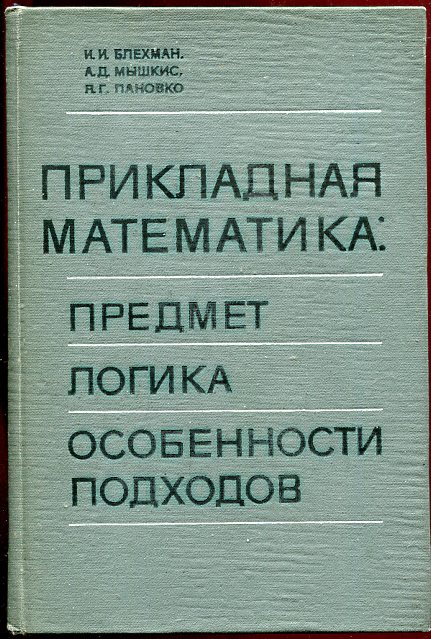 И. И. БЛЕХМАН,
А. Д. МЫШКИС,
Я. Г. ПАНОВКО
ПРИКЛАДНАЯ
МАТЕМАТИКА:
ПРЕДМЕТ
ЛОГИКА
ОСОБЕННОСТИ
ПОДХОДОВ